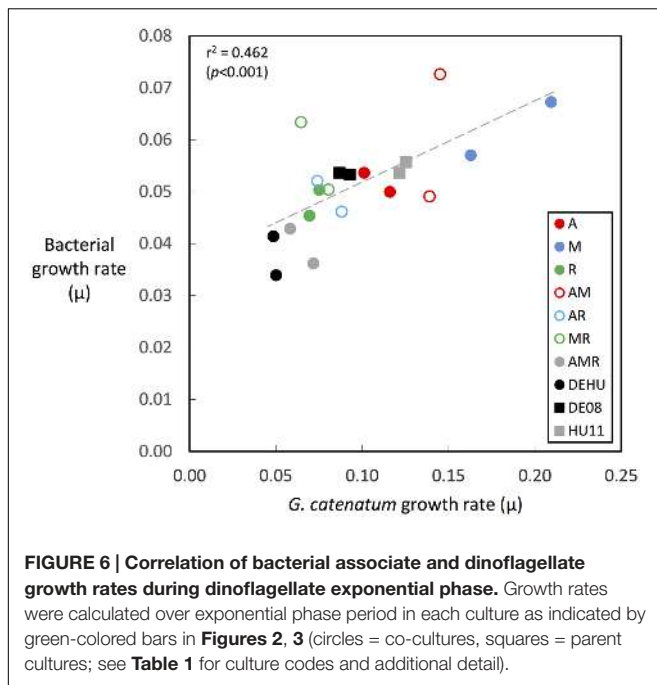 0.08
r² = 0.462
(p<0.001)
0.07
0.06
0.05
0.04
0.03
0.02
0.01
0.00
Bacterial
growth rate
(μ)
A
M
R
AM
AR
MR
AMR
DEHU
DE08
HU11
0.00 0.05 0.10 0.15 0.20 0.25
G. catenatum growth rate (μ)
FIGURE 6 | Correlation of bacterial associate and dinoflagellate
growth rates during dinoflagellate exponential phase. Growth rates
were calculated over exponential phase period in each culture as indicated by
green-colored bars in Figures 2, 3 (circles = co-cultures, squares = parent
cultures; see Table 1 for culture codes and additional detail).